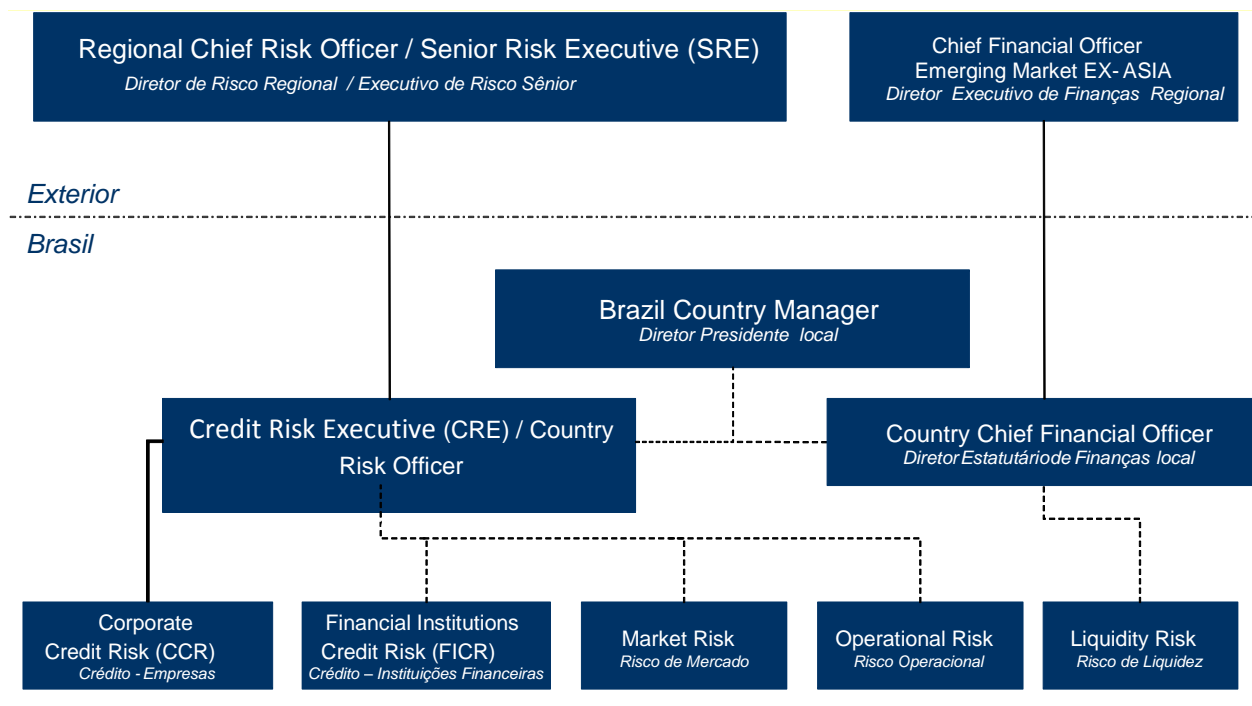 Regional Chief Risk Officer / Senior Risk Executive (SRE)
Diretor de Risco Regional / Executivo de Risco Sênior
Chief Financial Officer
Emerging Market EX- ASIA
Diretor Executivo de Finanças Regional
Exterior
Brasil
Brazil Country Manager
Diretor Presidente local
Credit Risk Executive (CRE) / Country
Risk Officer
Country Chief Financial Officer
Diretor Estatutáriode Finanças local
Corporate
Credit Risk (CCR)
Crédito - Empresas
Financial Institutions
Credit Risk (FICR)
Crédito – Instituições Financeiras
Market Risk
Risco de Mercado
Operational Risk
Risco Operacional
Liquidity Risk
Risco de Liquidez